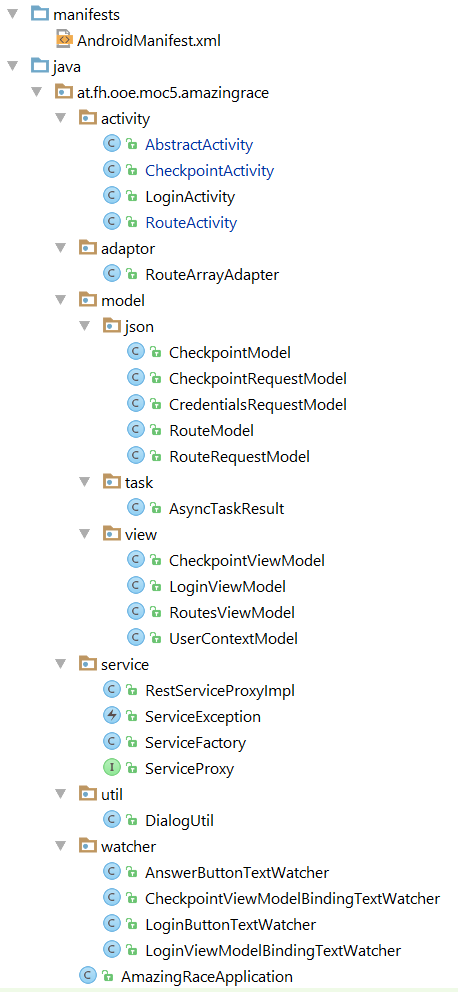 manifests
AndroidManifest.xml
java
at.fh.ooe.moc5.amazingrace
activity
AbstractActivity
CheckpointActivity
LoginActivity
RouteActivity
adaptor
RouteArrayAdapter
model
json
CheckpointModel
CheckpointRequestModel
CredentialsRequestModel
RouteModel
RouteRequestModel
task
AsyncTaskResult
view
CheckpointViewModel
LoginViewModel
RoutesViewModel
UserContextModel
service
RestServiceProxyImpl
ServiceException
ServiceFactory
ServiceProxy
util
DialogUtil
watcher
AnswerButtonTextWatcher
CheckpointViewModelBindingTextWatcher
LoginButtonTextWatcher
LoginViewModelBindingTextWatcher
AmazingRaceApplication